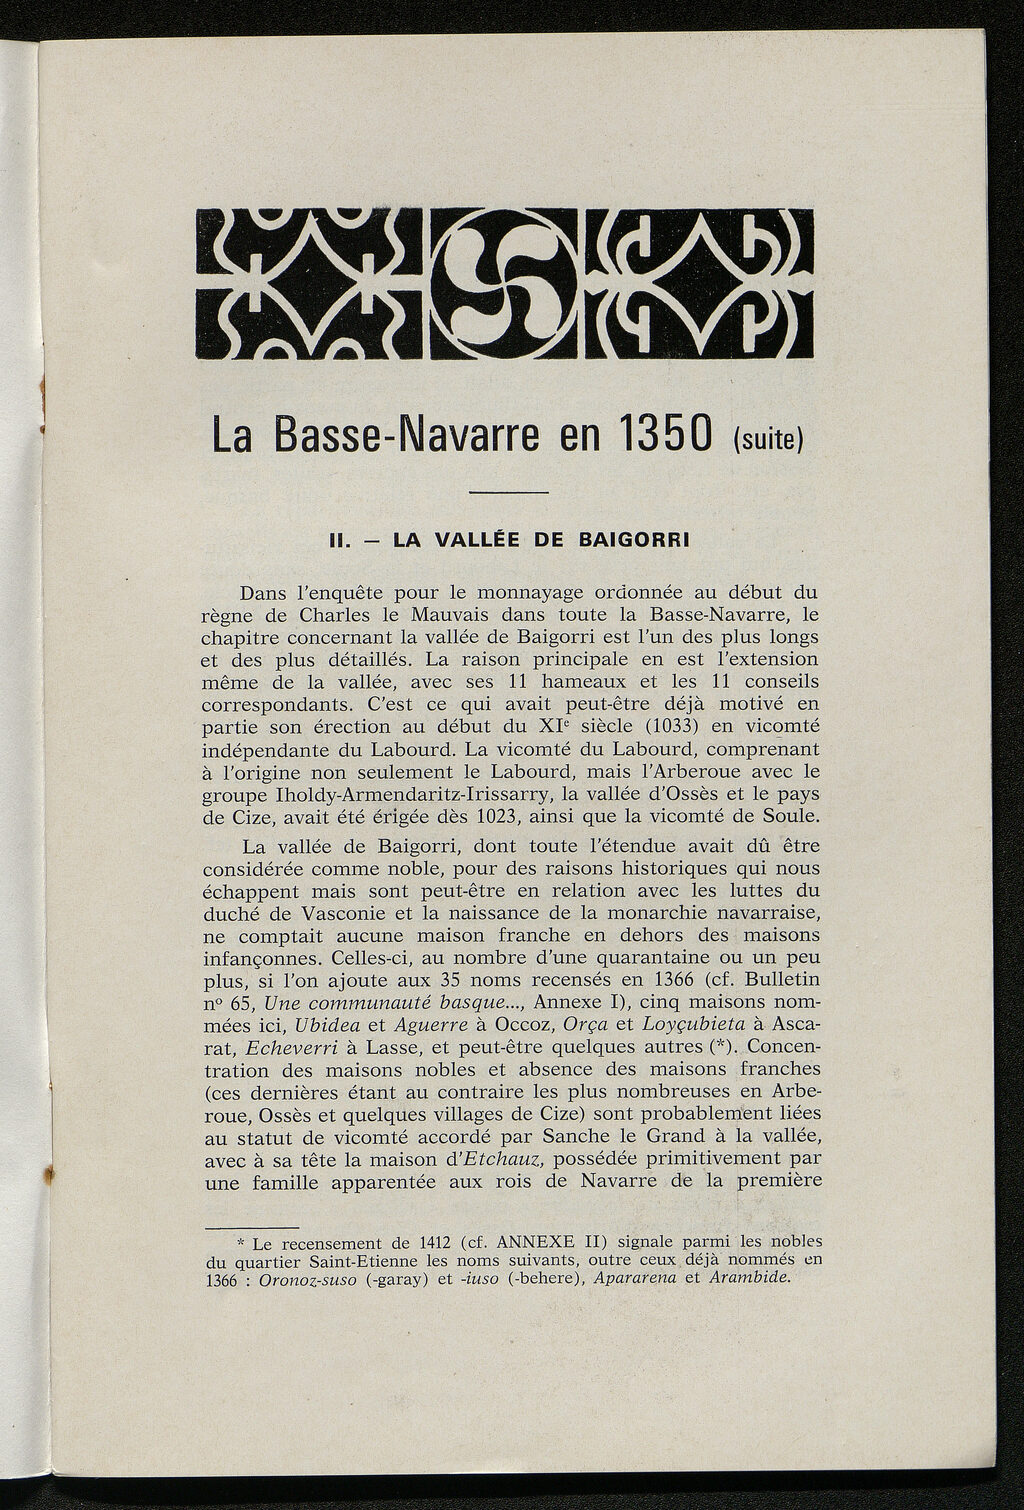 La Basse-Navarre en 1350 (suite)
II. — LA VALLÉE DE BAIGORRI
Dans l'enquête pour le monnayage ordonnée au début du
règne de Charles le Mauvais dans toute la Basse-Navarre, le
chapitre concernant la vallée de Baigorri est l'un des plus longs
et des plus détaillés. La raison principale en est l'extension
même de la vallée, avec ses 11 hameaux et les 11 conseils
correspondants. C'est ce qui avait peut-être déjà motivé en
partie son érection au début du XIe siècle (1033) en vicomté
indépendante du Labourd. La vicomté du Labourd, comprenant
à l'origine non seulement le Labourd, mais l'Arberoue avec le
groupe Iholdy-Armendaritz-Irissarry, la vallée d'Ossès et le pays
de Cize, avait été érigée dès 1023, ainsi que la vicomté de Soule.
La vallée de Baigorri, dont toute l'étendue avait dû être
considérée comme noble, pour des raisons historiques qui nous
échappent mais sont peut-être en relation avec les luttes du
duché de Vasconie et la naissance de la monarchie navarraise,
ne comptait aucune maison franche en dehors des maisons
infançonnes. Celles-ci, au nombre d'une quarantaine ou un peu
plus, si l'on ajoute aux 35 noms recensés en 1366 (cf. Bulletin
n° 65, Une communauté basque..., Annexe I), cinq maisons nom-
mées ici, Ubidea et Aguerre à Occoz, Orça et Loyçubieta à Asca-
rat, Echeverri à Lasse, et peut-être quelques autres (*). Concen-
tration des maisons nobles et absence des maisons franches
(ces dernières étant au contraire les plus nombreuses en Arbe-
roue, Ossès et quelques villages de Cize) sont probablement liées
au statut de vicomté accordé par Sanche le Grand à la vallée,
avec à sa tête la maison d'Etchauz, possédée primitivement par
une famille apparentée aux rois de Navarre de la première
* Le recensement de 1412 (cf. ANNEXE II) signale parmi les nobles
du quartier Saint-Etienne les noms suivants, outre ceux déjà nommés en
1366 : Oronoz-suso (-garay) et -iuso (-behere), Apararena et Arambide.